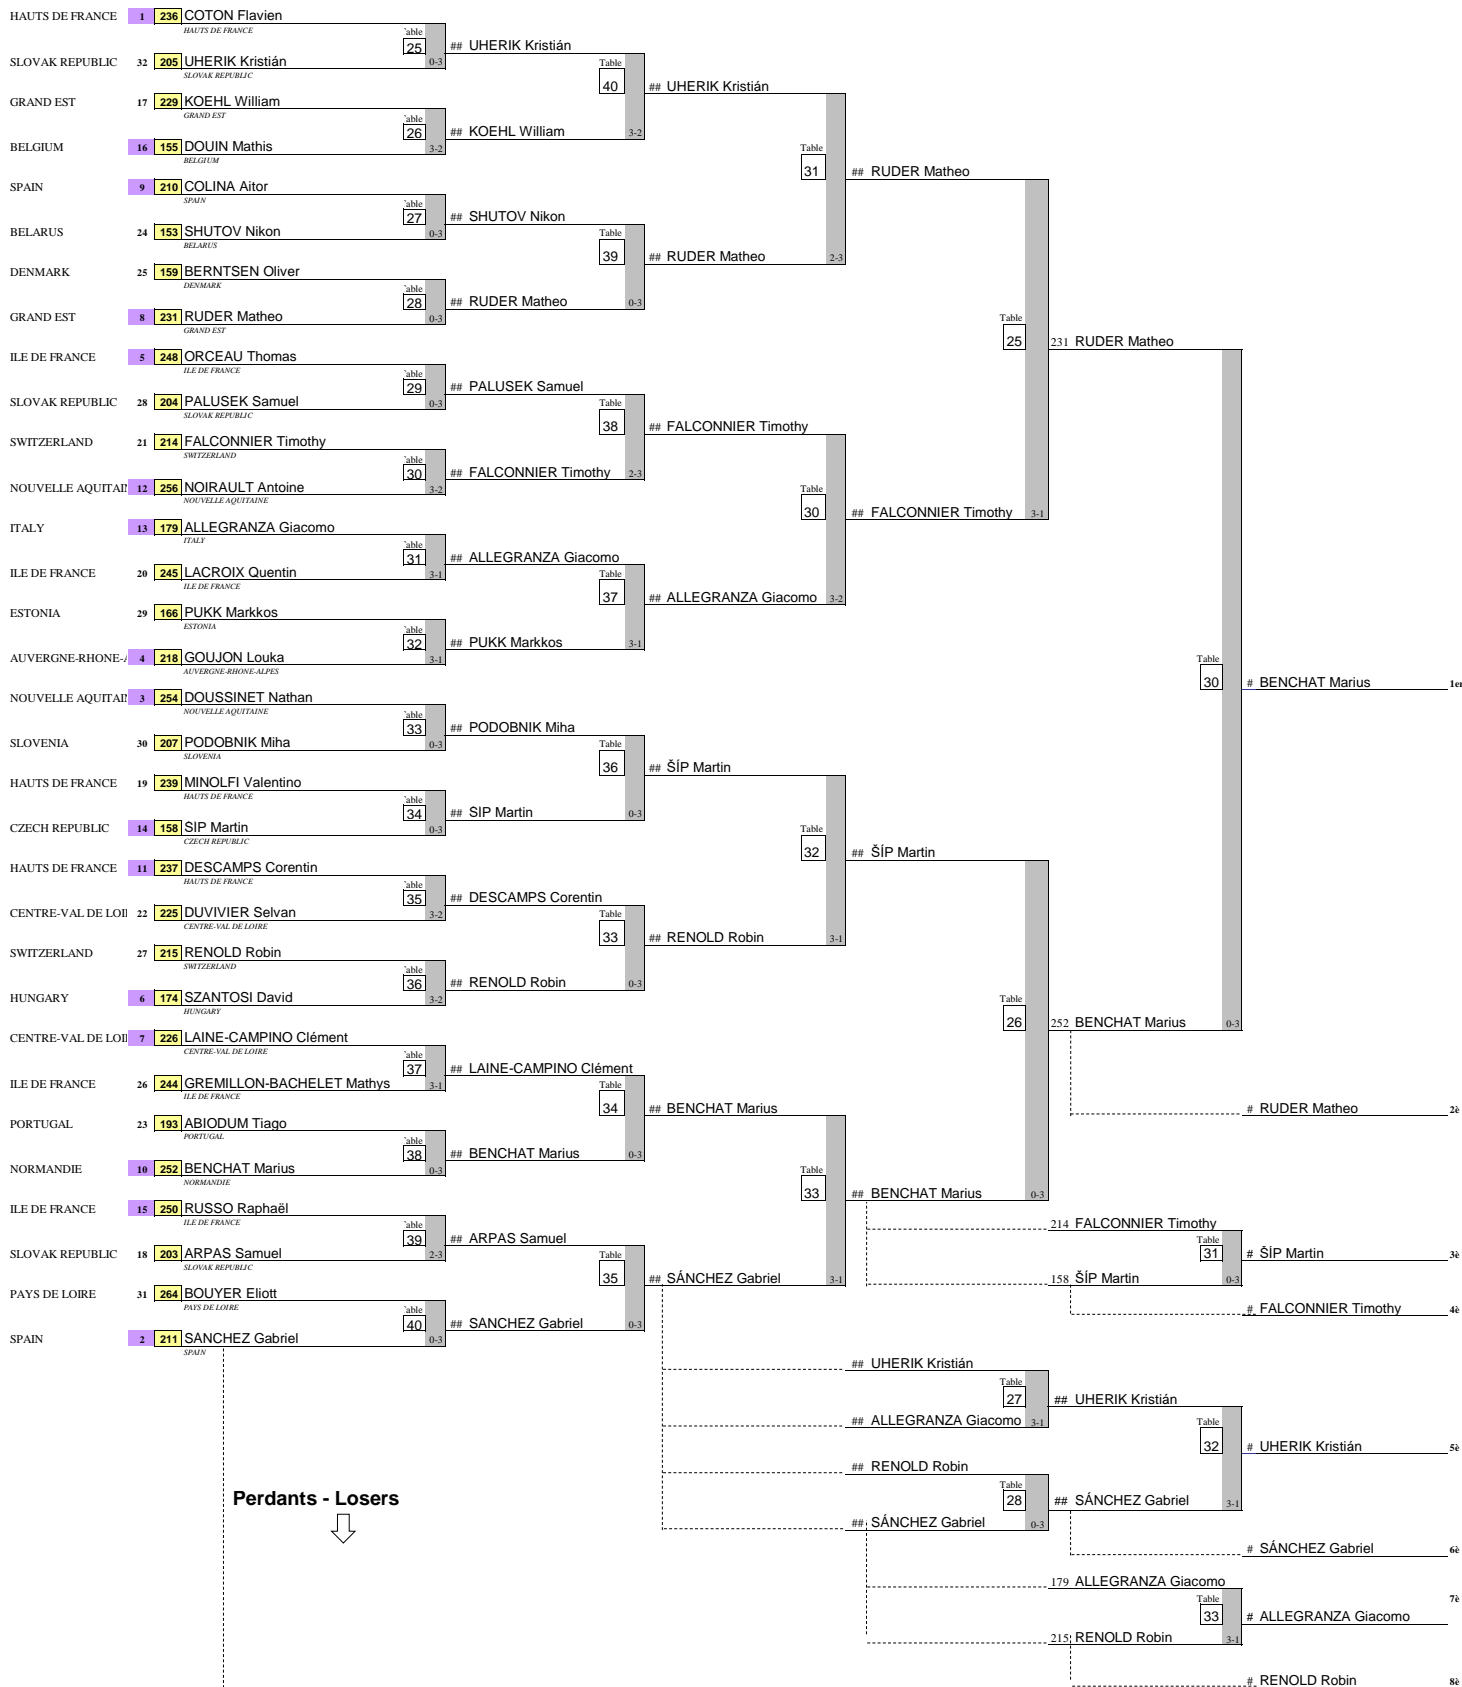 HAUTS DE FRANCE 1 236 COTON Flavien
HAUTS DE FRANCE
Table
25 ## UHERIK Kristián
SLOVAK REPUBLIC 32 205 UHERIK Kristián 0-3
SLOVAK REPUBLIC
Table
40 ## UHERIK Kristián
GRAND EST 17 229 KOEHL William
GRAND EST
Table
26 ## KOEHL William 3-2
BELGIUM 16 155 DOUIN Mathis 3-2
BELGIUM
Table
31 ## RUDER Matheo
SPAIN 9 210 COLINA Aitor
SPAIN
Table
27 ## SHUTOV Nikon
BELARUS 24 153 SHUTOV Nikon 0-3
BELARUS
Table
39 ## RUDER Matheo 2-3
DENMARK 25 159 BERNTSEN Oliver
DENMARK
Table
28 ## RUDER Matheo 0-3
GRAND EST 8 231 RUDER Matheo 0-3
GRAND EST
Table
25 231 RUDER Matheo
ILE DE FRANCE 5 248 ORCEAU Thomas
ILE DE FRANCE
Table
29 ## PALUSEK Samuel
SLOVAK REPUBLIC 28 204 PALUSEK Samuel 0-3
SLOVAK REPUBLIC
Table
38 ## FALCONNIER Timothy
SWITZERLAND 21 214 FALCONNIER Timothy
SWITZERLAND
Table
30 ## FALCONNIER Timothy 2-3
NOUVELLE AQUITAI 12 256 NOIRAULT Antoine 3-2
NOUVELLE AQUITAINE
Table
30 ## FALCONNIER Timothy 3-1
ITALY 13 179 ALLEGRANZA Giacomo
ITALY
Table
31 ## ALLEGRANZA Giacomo
ILE DE FRANCE 20 245 LACROIX Quentin 3-1
ILE DE FRANCE
Table
37 ## ALLEGRANZA Giacomo 3-2
ESTONIA 29 166 PUKK Markkos
ESTONIA
Table
32 ## PUKK Markkos 3-1
AUVERGNE-RHONE-A 4 218 GOUJON Louka 3-1
AUVERGNE-RHONE-ALPES
Table
30 # BENCHAT Marius 1er
NOUVELLE AQUITAI 3 254 DOUSSINET Nathan
NOUVELLE AQUITAINE
Table
33 ## PODOBNIK Miha
SLOVENIA 30 207 PODOBNIK Miha 0-3
SLOVENIA
Table
36 ## ŠÍP Martin
HAUTS DE FRANCE 19 239 MINOLFI Valentino
HAUTS DE FRANCE
Table
34 ## SIP Martin 0-3
CZECH REPUBLIC 14 158 SIP Martin 0-3
CZECH REPUBLIC
Table
32 ## ŠÍP Martin
HAUTS DE FRANCE 11 237 DESCAMPS Corentin
HAUTS DE FRANCE
Table
35 ## DESCAMPS Corentin
CENTRE-VAL DE LOI 22 225 DUVIVIER Selvan 3-2
CENTRE-VAL DE LOIRE
Table
33 ## RENOLD Robin 3-1
SWITZERLAND 27 215 RENOLD Robin
SWITZERLAND
Table
36 ## RENOLD Robin 0-3
HUNGARY 6 174 SZANTOSI David 3-2
HUNGARY
Table
26 252 BENCHAT Marius 0-3
CENTRE-VAL DE LOI 7 226 LAINE-CAMPINO Clément
CENTRE-VAL DE LOIRE
Table
37 ## LAINE-CAMPINO Clément
ILE DE FRANCE 26 244 GREMILLON-BACHELET Mathys 3-1
ILE DE FRANCE
Table
34 ## BENCHAT Marius
# RUDER Matheo 2è
PORTUGAL 23 193 ABIODUM Tiago
PORTUGAL
Table
38 ## BENCHAT Marius 0-3
NORMANDIE 10 252 BENCHAT Marius 0-3
NORMANDIE
Table
33 ## BENCHAT Marius 0-3
ILE DE FRANCE 15 250 RUSSO Raphaël
ILE DE FRANCE
214 FALCONNIER Timothy
Table
39 ## ARPAS Samuel
SLOVAK REPUBLIC 18 203 ARPAS Samuel 2-3
SLOVAK REPUBLIC
Table
31 # ŠÍP Martin 3è
Table
35 ## SÁNCHEZ Gabriel 3-1
158 ŠÍP Martin 0-3
PAYS DE LOIRE 31 264 BOUYER Eliott
PAYS DE LOIRE
# FALCONNIER Timothy 4è
Table
40 ## SANCHEZ Gabriel 0-3
SPAIN 2 211 SANCHEZ Gabriel 0-3
SPAIN
## UHERIK Kristián
Table
27 ## UHERIK Kristián
## ALLEGRANZA Giacomo 3-1
Table
32 # UHERIK Kristián 5è
## RENOLD Robin
Perdants - Losers
Table
28 ## SÁNCHEZ Gabriel 3-1
## SÁNCHEZ Gabriel 0-3
# SÁNCHEZ Gabriel 6è
179 ALLEGRANZA Giacomo
7è
Table
33 # ALLEGRANZA Giacomo
215 RENOLD Robin 3-1
# RENOLD Robin 8è